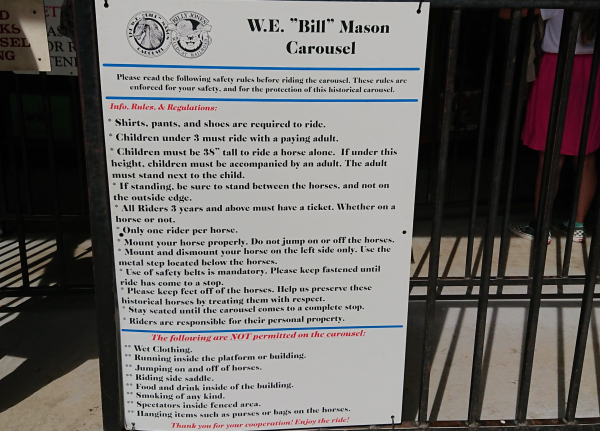 W.E. "Bill" Mason
Carousel
Please read the following safety rules before riding the carousel. These rules are
enforced for your safety, and for the protection of this historical carousel.
Info, Rules, & Regulations:
* Shirts, pants, and shoes are required to ride.
* Children under 3 must ride with a paying adult.
* Children must be 38" tall to ride a horse alone. If under this
height, children must be accompanied by an adult. The adult
must stand next to the child.
* If standing, be sure to stand between the horses, and not on
the outside edge.
* All Riders 3 years and above must have a ticket. Whether on a
horse or not.
* Only one rider per horse.
* Mount your horse properly. Do not jump on or off the horses.
* Mount and dismount your horse on the left side only. Use the
metal step located below the horses.
* Use of safety belts is mandatory. Please keep fastened until
ride has come to a stop.
* Please keep feet off of the horses. Help us preserve these
historical horses by treating them with respect.
* Stay seated until the carousel comes to a complete stop.
* Riders are responsible for their personal property.
The following are NOT permitted on the carousel:
** Wet Clothing.
** Running inside the platform or building.
** Jumping on and off of horses.
** Riding side saddle.
** Food and drink inside of the building.
** Smoking of any kind.
** Spectators inside fenced area.
** Hanging items such as purses or bags on the horses.
Thank you for your cooperation! Enjoy the ride!